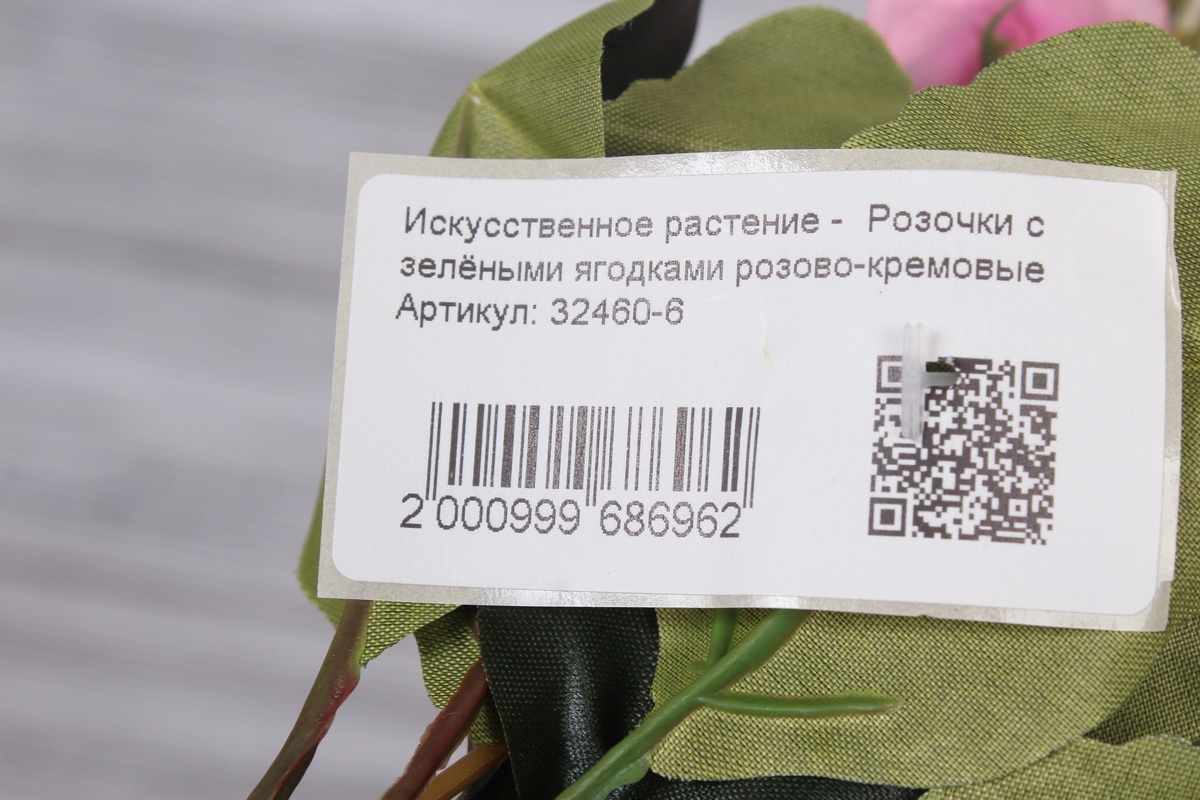 Искусственное растение - Розочки с
зелёными ягодками розово-кремовые
Артикул: 32460-6
2 000999 686962